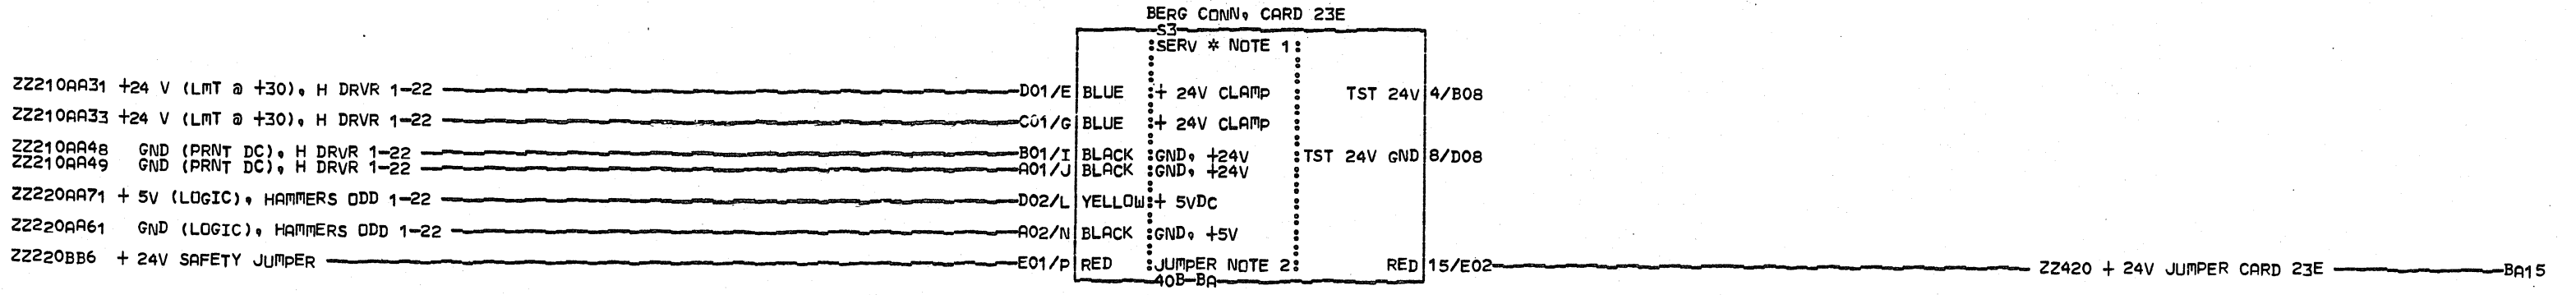 BERG CONN, CARD 23E
S3
SERV * NOTE 1
ZZ210AA31 +24 V (LMT @ +30), H DRVR 1-22 D01/E BLUE + 24V CLAMP TST 24V 4/B08
ZZ210AA33 +24 V (LMT @ +30), H DRVR 1-22 C01/G BLUE + 24V CLAMP
ZZ210AA48 GND (PRNT DC), H DRVR 1-22 B01/I BLACK GND, +24V TST 24V GND 8/D08
ZZ210AA49 GND (PRNT DC), H DRVR 1-22 A01/J BLACK GND, +24V
ZZ220AA71 + 5V (LOGIC), HAMMERS ODD 1-22 D02/L YELLOW + 5VDC
ZZ220AA61 GND (LOGIC), HAMMERS ODD 1-22 A02/N BLACK GND, +5V
ZZ220BB6 + 24V SAFETY JUMPER E01/P RED JUMPER NOTE 2 RED 15/E02 ZZ420 + 24V JUMPER CARD 23E BA15
40B-BA